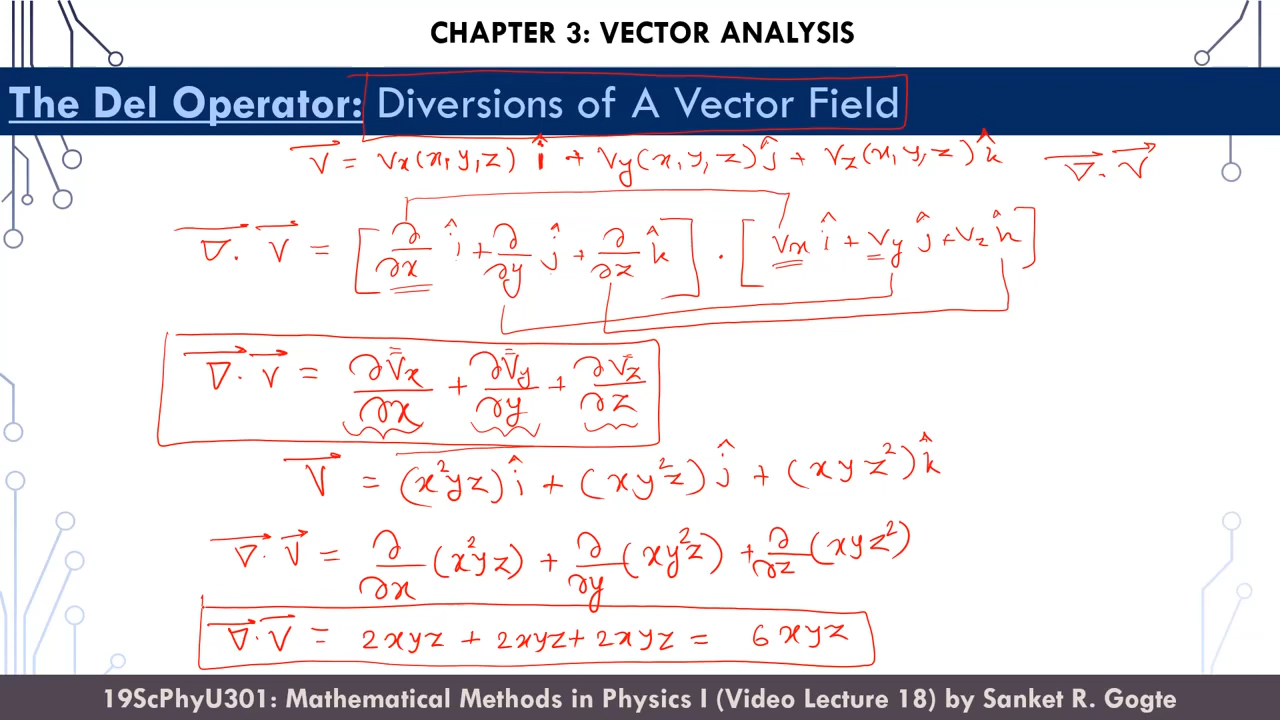 CHAPTER 3: VECTOR ANALYSIS
The Del Operator: Diversions of A Vector Field
V⃗ = Vx(x,y,z) î + Vy(x,y,z) ĵ + Vz(x,y,z) k̂   ∇⃗·V⃗
∇⃗·V⃗ = [∂/∂x î + ∂/∂y ĵ + ∂/∂z k̂] · [Vx î + Vy ĵ + Vz k̂]
∇⃗·V⃗ = ∂Vx/∂x + ∂Vy/∂y + ∂Vz/∂z
V⃗ = (x²yz) î + (xy²z) ĵ + (xyz²) k̂
∇⃗·V⃗ = ∂/∂x (x²yz) + ∂/∂y (xy²z) + ∂/∂z (xyz²)
∇⃗·V⃗ = 2xyz + 2xyz + 2xyz = 6xyz
19ScPhyU301: Mathematical Methods in Physics I (Video Lecture 18) by Sanket R. Gogte